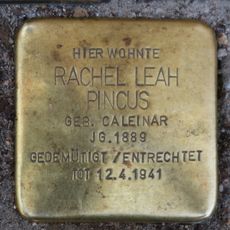 HIER WOHNTE
RACHEL LEAH
PINCUS
GEB. CALEINAR
JG. 1889
GEDEMÜTIGT / ENTRECHTET
TOT 12.4.1941